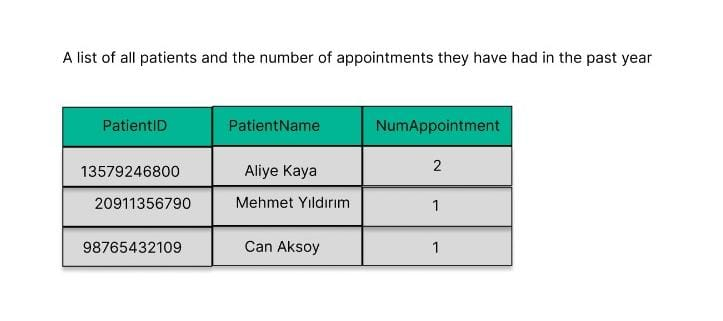 A list of all patients and the number of appointments they have had in the past year
PatientID PatientName NumAppointment
13579246800 Aliye Kaya 2
20911356790 Mehmet Yıldırım 1
98765432109 Can Aksoy 1